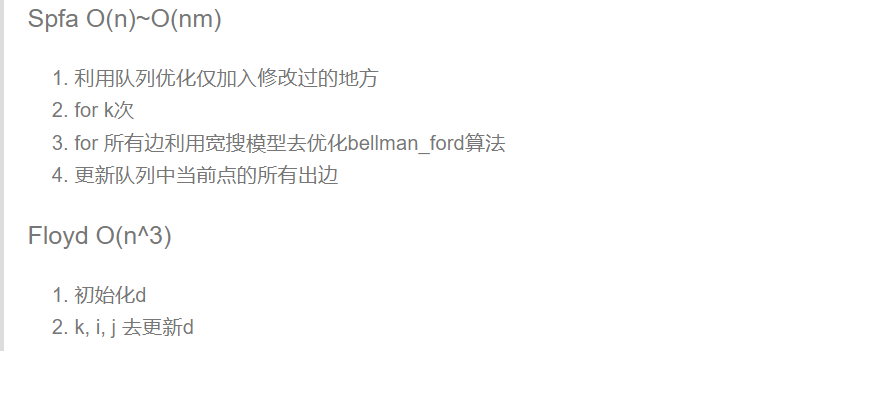 Spfa O(n)~O(nm)
1. 利用队列优化仅加入修改过的地方
2. for k次
3. for 所有边利用宽搜模型去优化bellman_ford算法
4. 更新队列中当前点的所有出边
Floyd O(n^3)
1. 初始化d
2. k, i, j 去更新d